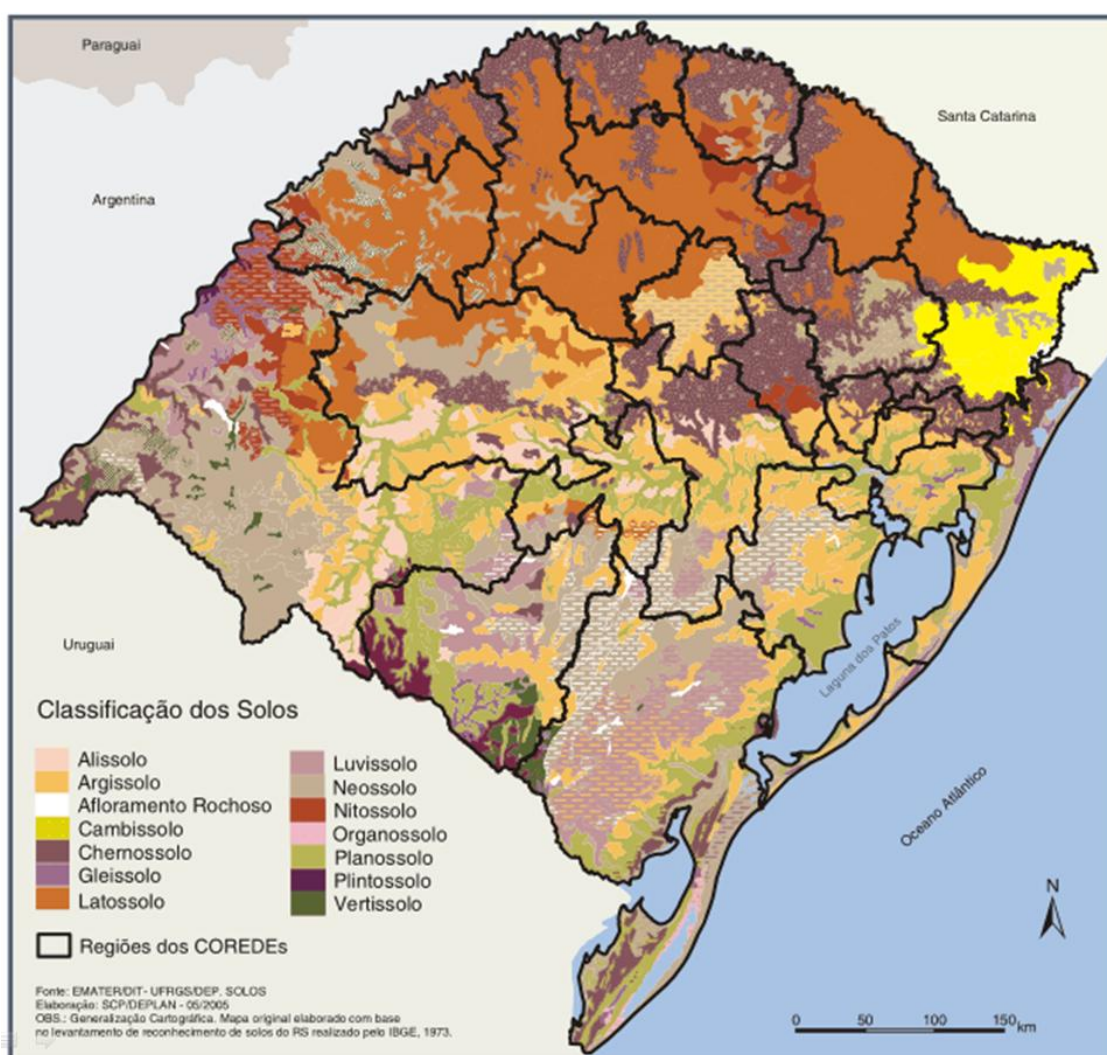 Paraguai
Santa Catarina
Argentina
Uruguai
Laguna dos Patos
Oceano Atlântico
Classificação dos Solos
Alissolo
Argissolo
Afloramento Rochoso
Cambissolo
Chernossolo
Gleissolo
Latossolo
Luvissolo
Neossolo
Nitossolo
Organossolo
Planossolo
Plintossolo
Vertissolo
Regiões dos COREDEs
N
Fonte: EMATER/DIT- UFRGS/DEP. SOLOS
Elaboração: SCP/DEPLAN - 05/2005
OBS.: Generalização Cartográfica. Mapa original elaborado com base
no levantamento de reconhecimento de solos do RS realizado pelo IBGE, 1973.
0 50 100 150 km